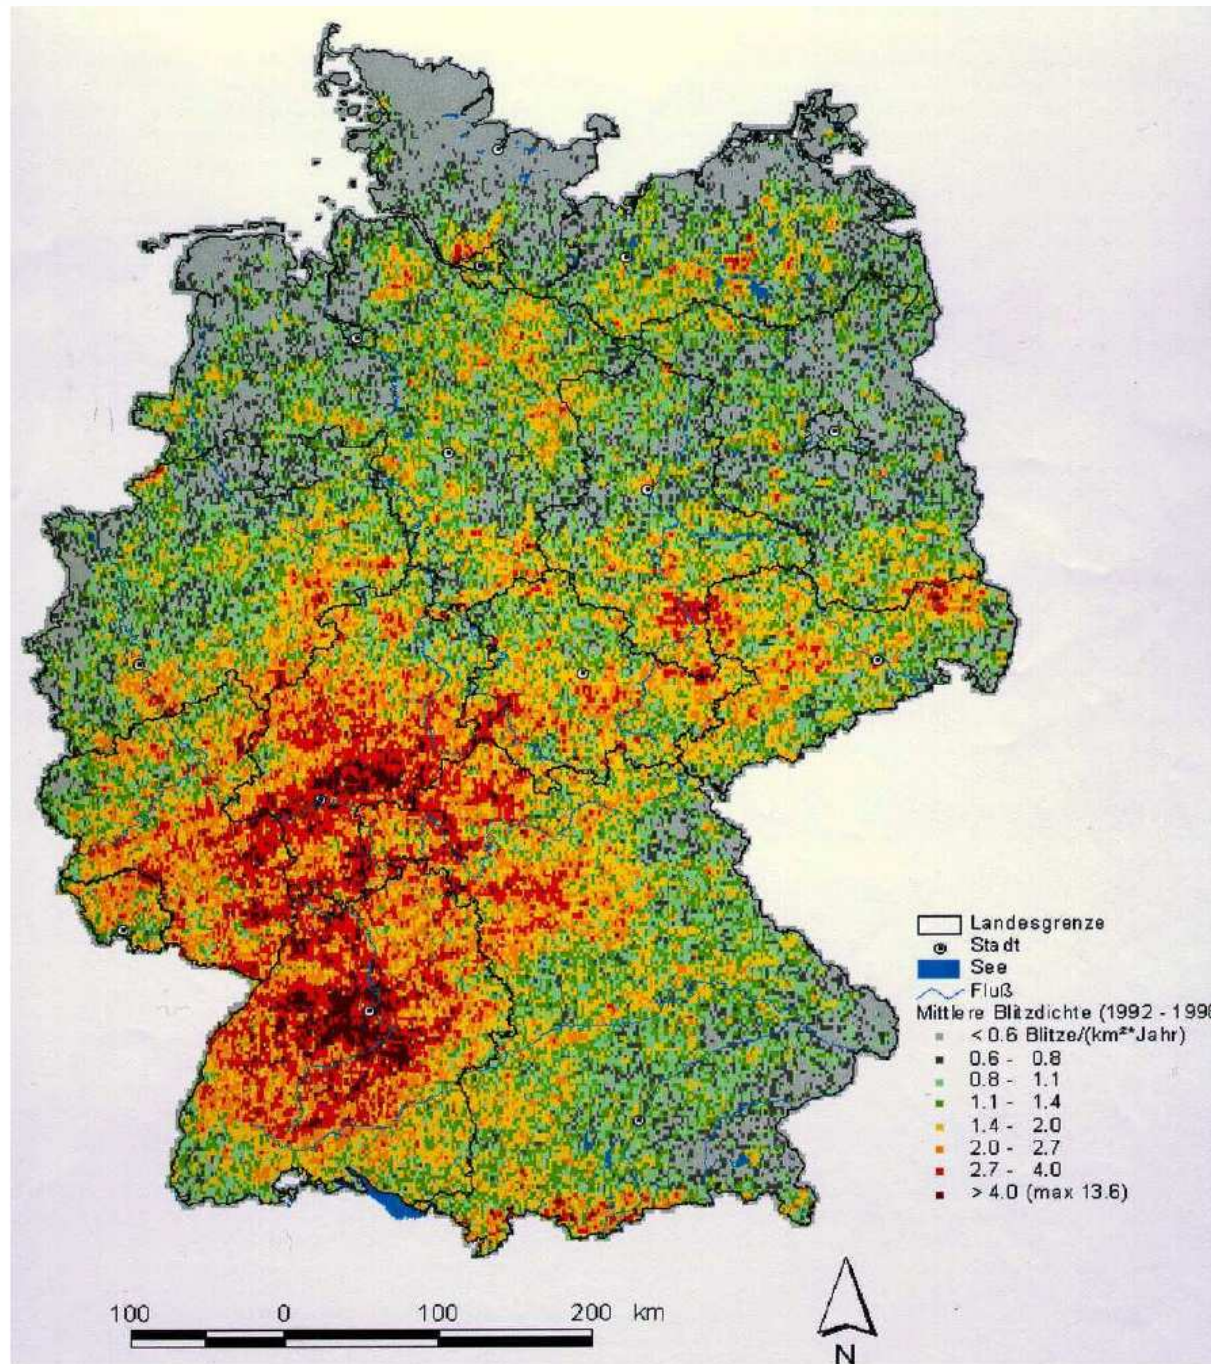 Landesgrenze
Stadt
See
Fluß
Mittlere Blitzdichte (1992 - 199
< 0.6 Blitze/(km²*Jahr)
0.6 - 0.8
0.8 - 1.1
1.1 - 1.4
1.4 - 2.0
2.0 - 2.7
2.7 - 4.0
> 4.0 (max 13.6)
100 0 100 200 km
N